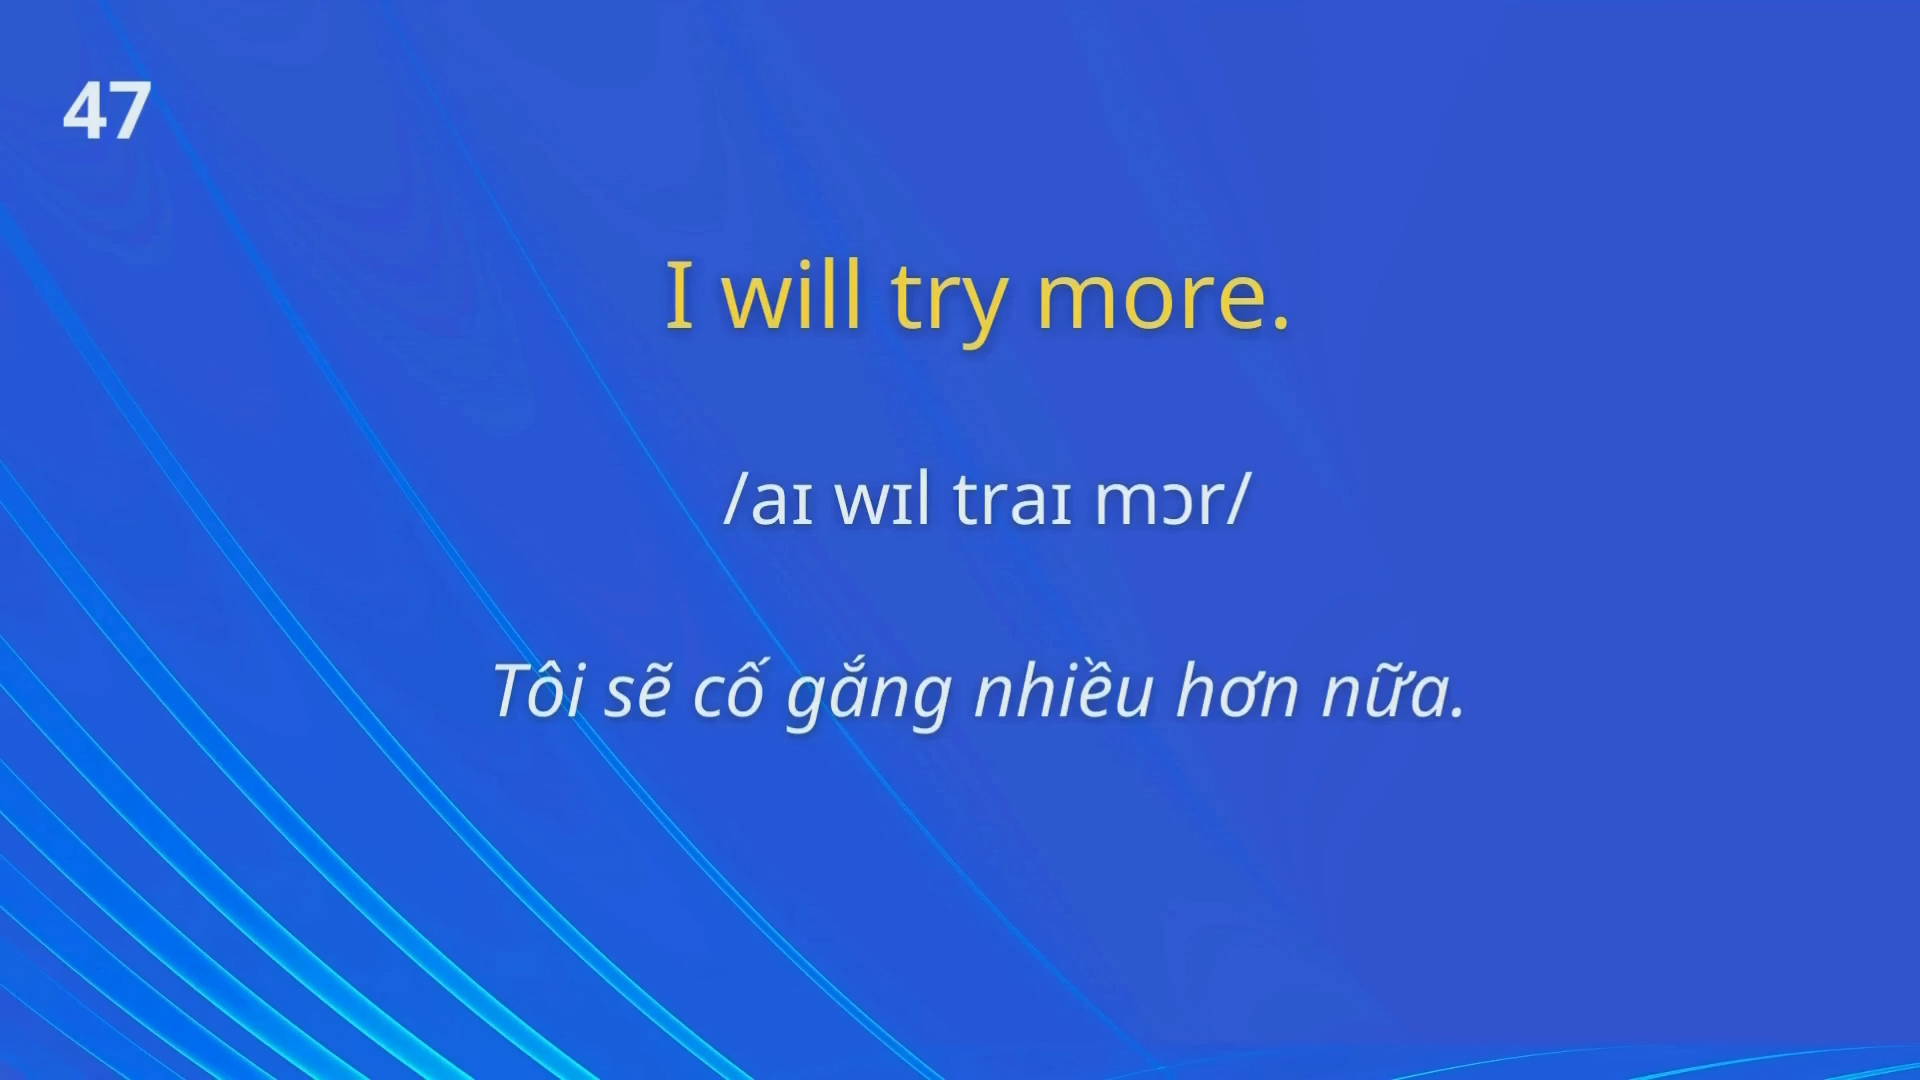 47
I will try more.
/aɪ wɪl traɪ mɔr/
Tôi sẽ cố gắng nhiều hơn nữa.